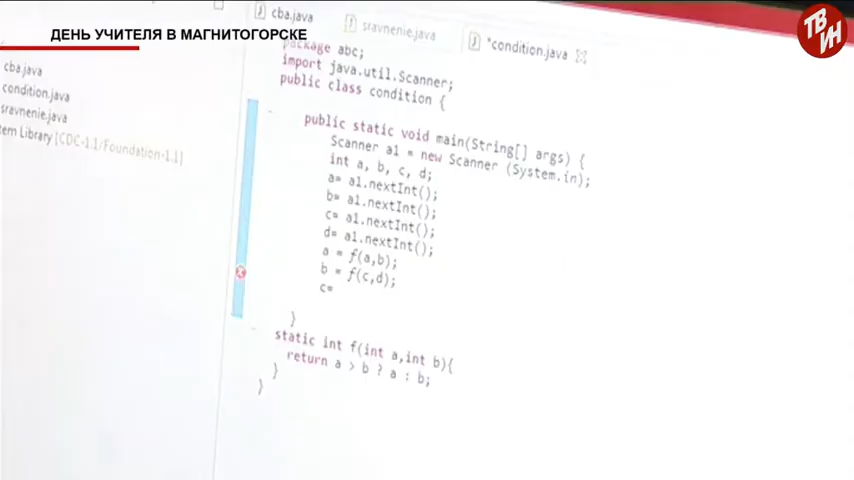 ДЕНЬ УЧИТЕЛЯ В МАГНИТОГОРСКЕ
ТВ
ИН
cba.java
sravnenie.java
*condition.java
cba.java
condition.java
sravnenie.java
tem Library [CDC-1.1/Foundation-1.1]
package abc;
import java.util.Scanner;
public class condition {
public static void main(String[] args) {
Scanner a1 = new Scanner (System.in);
int a, b, c, d;
a= a1.nextInt();
b= a1.nextInt();
c= a1.nextInt();
d= a1.nextInt();
a = f(a,b);
b = f(c,d);
c=
}
static int f(int a,int b){
return a > b ? a : b;
}
}